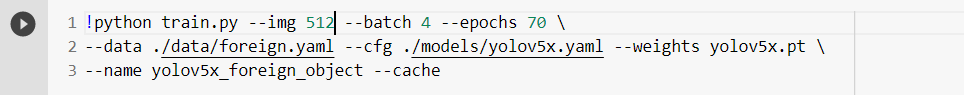 1 !python train.py --img 512 --batch 4 --epochs 70 \
2 --data ./data/foreign.yaml --cfg ./models/yolov5x.yaml --weights yolov5x.pt \
3 --name yolov5x_foreign_object --cache